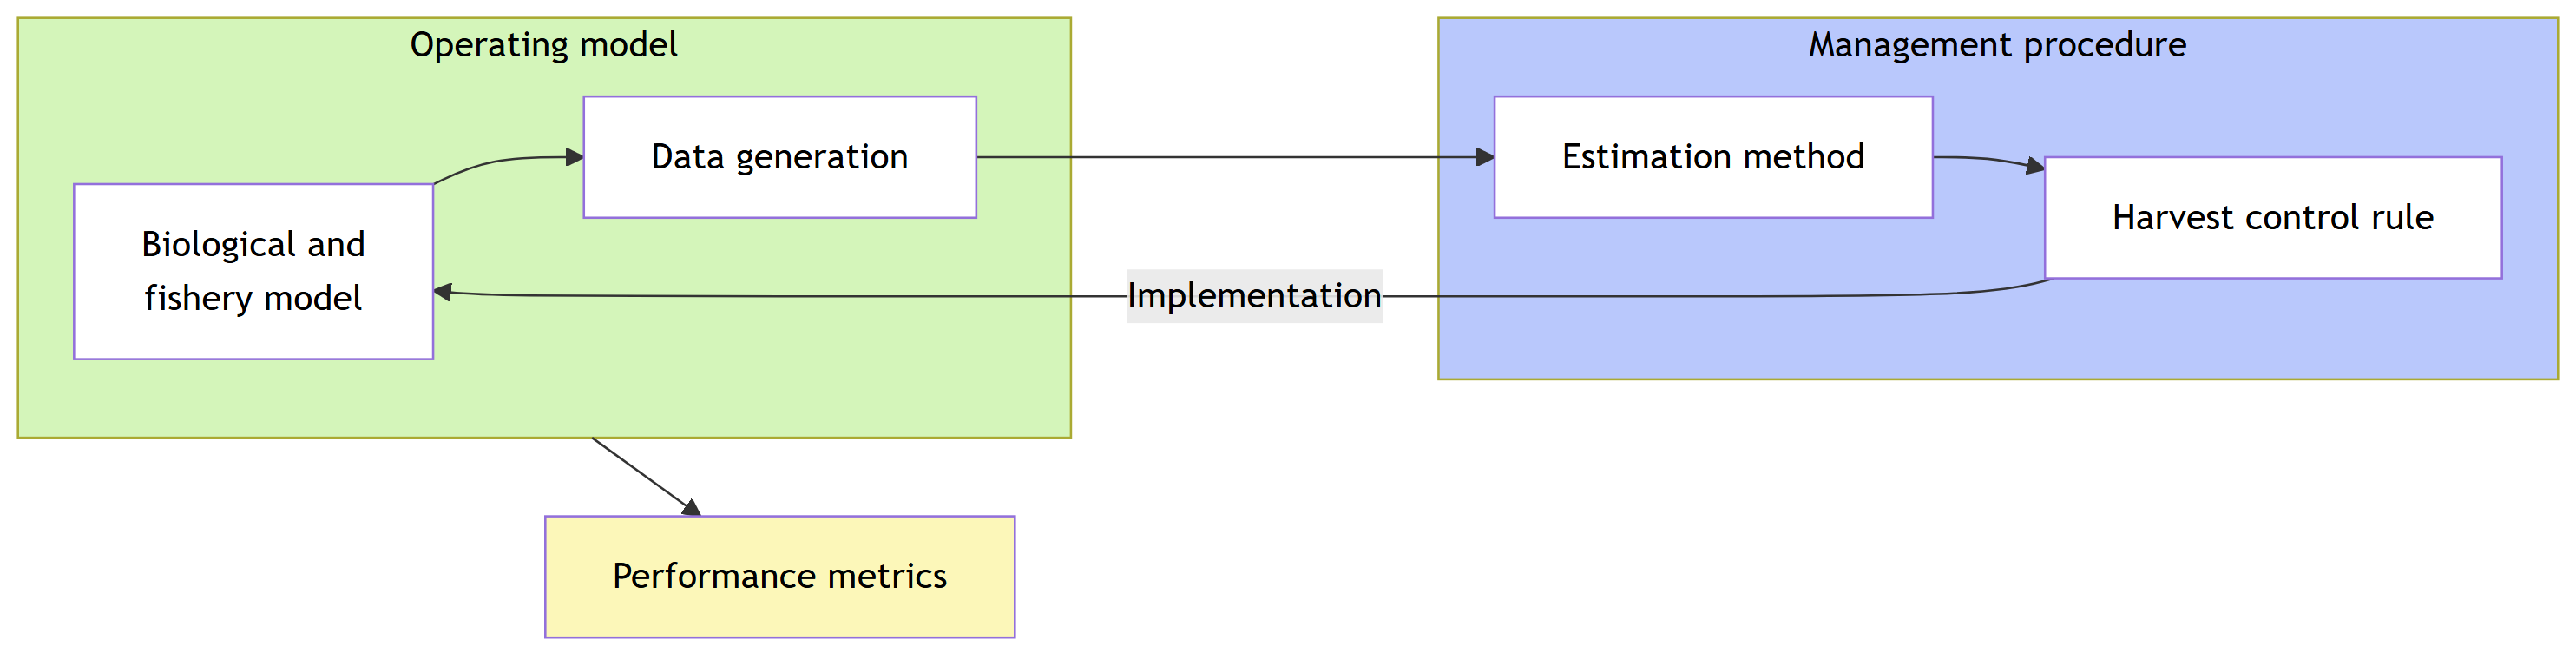 Operating model
Data generation
Biological and
fishery model
Management procedure
Estimation method
Harvest control rule
Implementation
Performance metrics